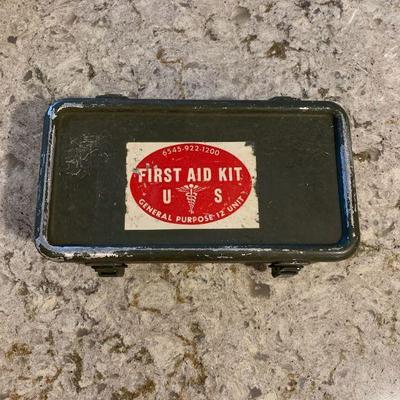 6545-922-1200
FIRST AID KIT
U S
GENERAL PURPOSE 12 UNIT